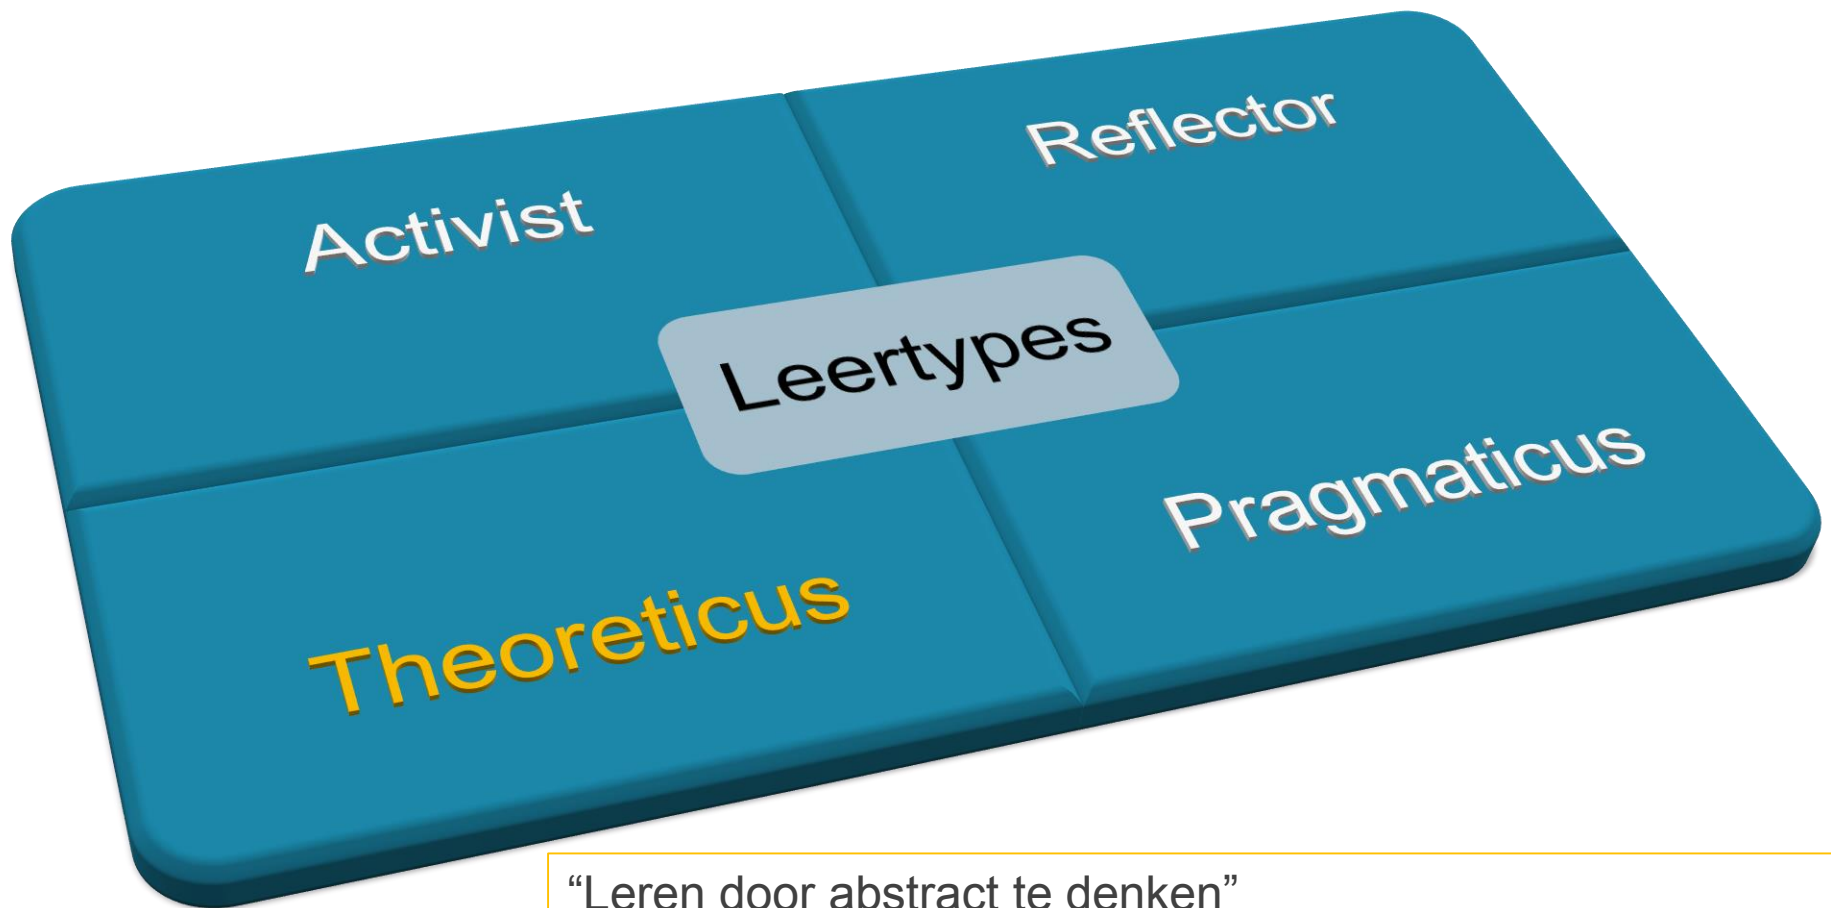 Activist
Reflector
Leertypes
Theoreticus
Pragmaticus
“Leren door abstract te denken”